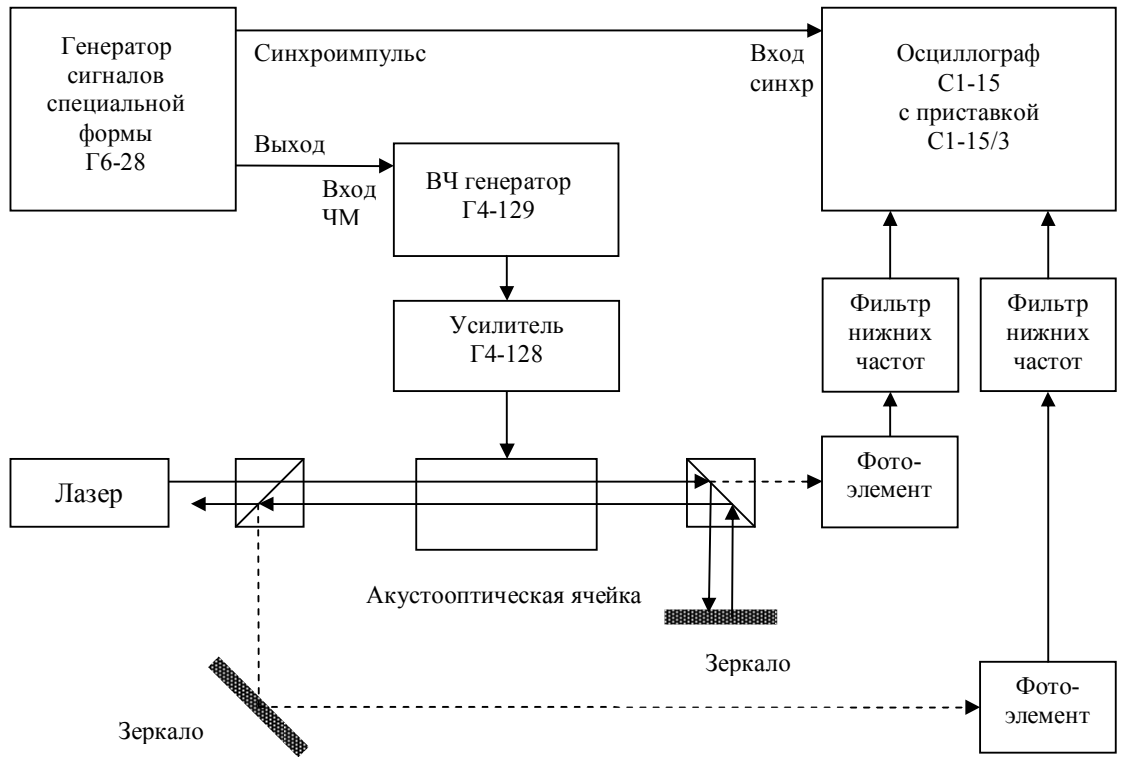 Генератор
сигналов
специальной
формы
Г6-28
Синхроимпульс
Вход
синхр
Осциллограф
С1-15
с приставкой
С1-15/3
Выход
Вход
ЧМ
ВЧ генератор
Г4-129
Усилитель
Г4-128
Фильтр
нижних
частот
Фильтр
нижних
частот
Лазер
Фото-
элемент
Акустооптическая ячейка
Зеркало
Зеркало
Фото-
элемент